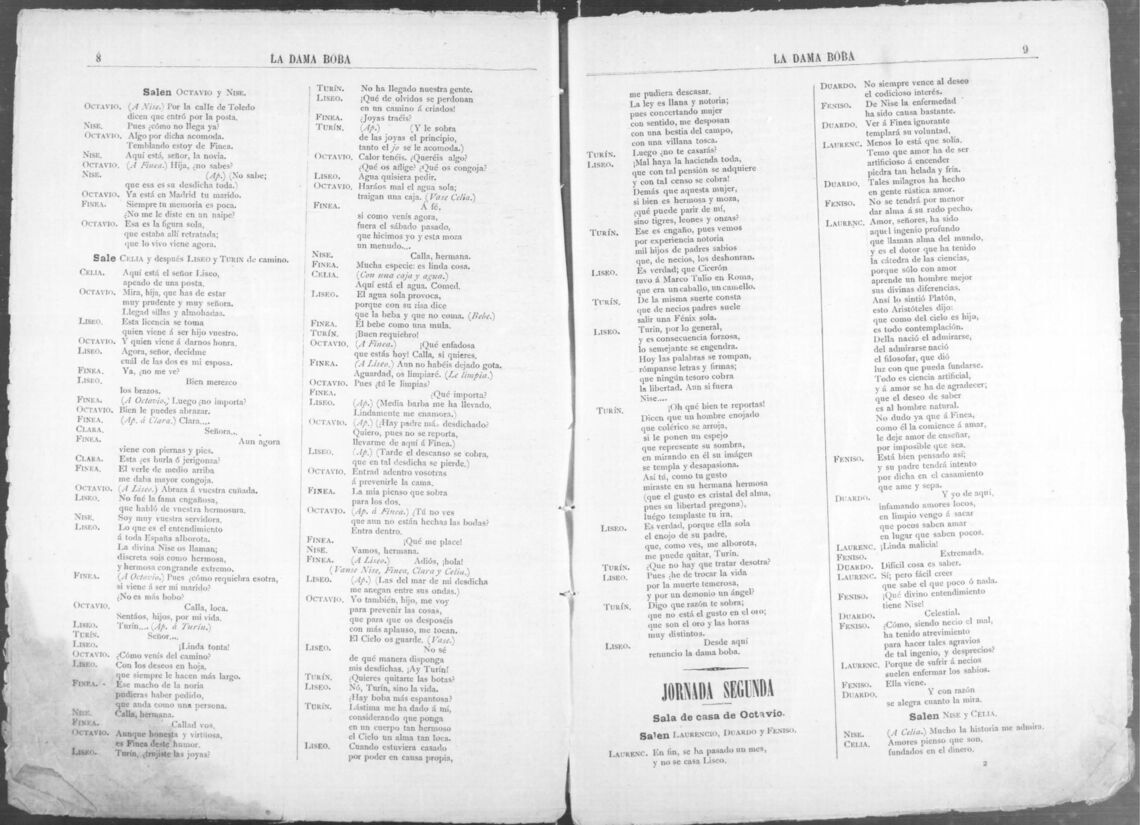 8
LA DAMA BOBA
Salen OCTAVIO y NISE.
OCTAVIO. (A Nise.) Por la calle de Toledo
dicen que entró por la posta.
NISE. Pues ¿cómo no llega ya?
OCTAVIO. Algo por dicha acomoda.
Temblando estoy de Finea.
NISE. Aquí está, señor, la novia.
OCTAVIO. (A Finea.) Hija, ¿no sabes?
NISE. (Ap.) (No sabe;
que esa es su desdicha toda.)
OCTAVIO. Ya está en Madrid tu marido.
FINEA. Siempre tu memoria es poca.
¿No me le diste en un naipe?
OCTAVIO. Esa es la figura sola,
que estaba allí retratada;
que lo vivo viene agora.
Sale CELIA y después LISEO y TURÍN de camino.
CELIA. Aquí está el señor Liseo,
apeado de una posta.
OCTAVIO. Mira, hija, que has de estar
muy prudente y muy señora.
Llegad sillas y almohadas.
LISEO. Esta licencia se toma
quien viene á ser hijo vuestro.
OCTAVIO. Y quien viene á darnos honra.
LISEO. Agora, señor, decidme
cuál de las dos es mi esposa.
FINEA. Ya, ¿no me ve?
LISEO. Bien merezco
los brazos.
FINEA. (A Octavio.) Luego ¿no importa?
OCTAVIO. Bien le puedes abrazar.
FINEA. (Ap. á Clara.) Clara....
CLARA. Señora...
FINEA. Aun agora
viene con piernas y pies.
CLARA. Esta ¿es burla ó jerigonza?
FINEA. El verle de medio arriba
me daba mayor congoja.
OCTAVIO. (A Liseo.) Abraza á vuestra cuñada.
LISEO. No fué la fama engañosa,
que habló de vuestra hermosura.
NISE. Soy muy vuestra servidora.
LISEO. Lo que es el entendimiento
á toda España alborota.
La divina Nise os llaman;
discreta sois como hermosa,
y hermosa congrande extremo.
FINEA. (A Octavio.) Pues ¿cómo requiebra esotra,
si viene á ser mi marido?
¿No es más bobo?
OCTAVIO. Calla, loca.
Sentáos, hijos, por mi vida.
LISEO. Turín.... (Ap. á Turín.)
TURÍN. Señor...
LISEO. ¡Linda tonta!
OCTAVIO. ¿Cómo venís del camino?
LISEO. Con los deseos en hoja,
que siempre le hacen más largo.
FINEA. Ese macho de la noria
pudieras haber pedido,
que anda como una persona.
NISE. Calla, hermana.
FINEA. Callad vos.
OCTAVIO. Aunque honesta y virtüosa,
es Finea deste humor.
LISEO. Turín, ¿trujiste las joyas?
TURÍN. No ha llegado nuestra gente.
LISEO. ¡Qué de olvidos se perdonan
en un camino á criados!
FINEA. ¿Joyas traéis?
TURÍN. (Ap.) (Y le sobra
de las joyas el principio,
tanto el jo se le acomoda.)
OCTAVIO. Calor tenéis. ¿Queréis algo?
¿Qué os aflige? ¿Qué os congoja?
LISEO. Agua quisiera pedir.
OCTAVIO. Haráos mal el agua sola;
traigan una caja. (Vase Celia.)
FINEA. A fé,
si como venís agora,
fuera el sábado pasado,
que hicimos yo y esta moza
un menudo....
NISE. Calla, hermana.
FINEA. Mucha especie: es linda cosa.
CELIA. (Con una caja y agua.)
Aquí está el agua. Comed.
LISEO. El agua sola provoca,
porque con su risa dice
que la beba y que no coma. (Bebe.)
FINEA. Él bebe como una mula.
TURÍN. ¡Buen requiebro!
OCTAVIO. (A Finea.) ¡Qué enfadosa
que estás hoy! Calla, si quieres.
FINEA. (A Liseo.) Aun no habéis dejado gota.
Aguardad, os limpiaré. (Le limpia.)
OCTAVIO. Pues ¿tú le limpias?
FINEA. ¿Qué importa?
LISEO. (Ap.) (Media barba me ha llevado.
Lindamente me enamora.)
OCTAVIO. (Ap.) (¿Hay padre más desdichado?
Quiero, pues no se reporta,
llevarme de aquí á Finea.)
LISEO. (Ap.) (Tarde el descanso se cobra,
que en tal desdicha se pierde.)
OCTAVIO. Entrad adentro vosotras
á prevenirle la cama.
FINEA. La mía pienso que sobra
para los dos.
OCTAVIO. (Ap. á Finea.) (Tú no ves
que aun no están hechas las bodas?
Entra dentro.
FINEA. ¡Qué me place!
NISE. Vamos, hermana.
FINEA. (A Liseo.) Adiós, ¡hola!
(Vanse Nise, Finea, Clara y Celia.)
LISEO. (Ap.) (Las del mar de mi desdicha
me anegan entre sus ondas.)
OCTAVIO. Yo también, hijo, me voy
para prevenir las cosas,
que para que os desposéis
con más aplauso, me tocan.
El Cielo os guarde. (Vase.)
LISEO. No sé
de qué manera disponga
mis desdichas. ¡Ay Turín!
TURÍN. ¿Quieres quitarte las botas?
LISEO. Nó, Turín, sino la vida.
¿Hay boba más espantosa?
TURÍN. Lástima me ha dado á mí,
considerando que ponga
en un cuerpo tan hermoso
el Cielo un alma tan loca.
LISEO. Cuando estuviera casado
por poder en causa propia,
LA DAMA BOBA
9
me pudiera descasar.
La ley es llana y notoria;
pues concertando mujer
con sentido, me desposan
con una bestia del campo,
con una villana tosca.
TURÍN. Luego ¿no te casarás?
LISEO. ¡Mal haya la hacienda toda,
que con tal pensión se adquiere
y con tal censo se cobra!
Demás que aquesta mujer,
si bien es hermosa y moza,
¿qué puede parir de mí,
sino tigres, leones y onzas?
TURÍN. Ese es engaño, pues vemos
por experiencia notoria
mil hijos de padres sabios
que, de necios, los deshonran.
LISEO. Es verdad; que Cicerón
tuvo á Marco Tulio en Roma,
que era un caballo, un camello.
TURÍN. De la misma suerte consta
que de necios padres suele
salir una Fénix sola.
LISEO. Turín, por lo general,
y es consecuencia forzosa,
lo semejante se engendra.
Hoy las palabras se rompan,
rómpanse letras y firmas;
que ningún tesoro cobra
la libertad. Aun si fuera
Nise....
TURÍN. ¡Oh qué bien te reportas!
Dicen que un hombre enojado
que colérico se arroja,
si le ponen un espejo
que represente su sombra,
en mirando en él su imágen
se templa y desapasiona.
Así tú, como tu gusto
miraste en su hermana hermosa
(que el gusto es cristal del alma,
pues su libertad pregona),
luégo templaste tu ira.
LISEO. Es verdad, porque ella sola
el enojo de su padre,
que, como ves, me alborota,
me puede quitar, Turín.
TURÍN. ¿Que no hay que tratar desotra?
LISEO. Pues ¿he de trocar la vida
por la muerte temerosa,
y por un demonio un ángel?
TURÍN. Digo que razón te sobra;
que no está el gusto en el oro;
que son el oro y las horas
muy distintos.
LISEO. Desde aquí
renuncio la dama boba.
JORNADA SEGUNDA
Sala de casa de Octavio.
Salen LAURENCIO, DUARDO y FENISO.
LAURENC. En fin, se ha pasado un mes,
y no se casa Liseo.
DUARDO. No siempre vence al deseo
el codicioso interés.
FENISO. De Nise la enfermedad
ha sido causa bastante.
DUARDO. Ver á Finea ignorante
templará su voluntad,
LAURENC. Menos lo está que solía.
Temo que amor ha de ser
artificioso á encender
piedra tan helada y fría.
DUARDO. Tales milagros ha hecho
en gente rústica amor.
FENISO. No se tendrá por menor
dar alma á su rudo pecho.
LAURENC. Amor, señores, ha sido
aquel ingenio profundo
que llaman alma del mundo,
y es el dotor que ha tenido
la cátedra de las ciencias,
porque sólo con amor
aprende un hombre mejor
sus divinas diferencias.
Ansí lo sintió Platón,
esto Aristóteles dijo:
que como del cielo es hijo,
es todo contemplación.
Della nació el admirarse,
del admirarse nació
el filosofar, que dió
luz con que pueda fundarse.
Todo es ciencia artificial,
y á amor se ha de agradecer;
que el deseo de saber
es al hombre natural.
No dudo ya que á Finea,
como él la comience á amar,
le deje amor de enseñar,
por imposible que sea.
FENISO. Está bien pensado así;
y su padre tendrá intento
por dicha en el casamiento
que ame y sepa.
DUARDO. Y yo de aquí,
infamando amores locos,
en limpio vengo á sacar
que pocos saben amar
en lugar que saben pocos.
LAURENC. ¡Linda malicia!
FENISO. Extremada.
DUARDO. Difícil cosa es saber.
LAURENC. Sí; pero fácil creer
que sabe el que poco ó nada.
FENISO. ¡Qué divino entendimiento
tiene Nise!
DUARDO. Celestial.
FENISO. ¿Cómo, siendo necio el mal,
ha tenido atrevimiento
para hacer tales agravios
de tal ingenio, y desprecios?
LAURENC. Porque de sufrir á necios
suelen enfermar los sabios.
FENISO. Ella viene.
DUARDO. Y con razón
se alegra cuanto la mira.
Salen NISE y CELIA.
NISE. (A Celia.) Mucho la historia me admira.
CELIA. Amores pienso que son,
fundados en el dinero.
2